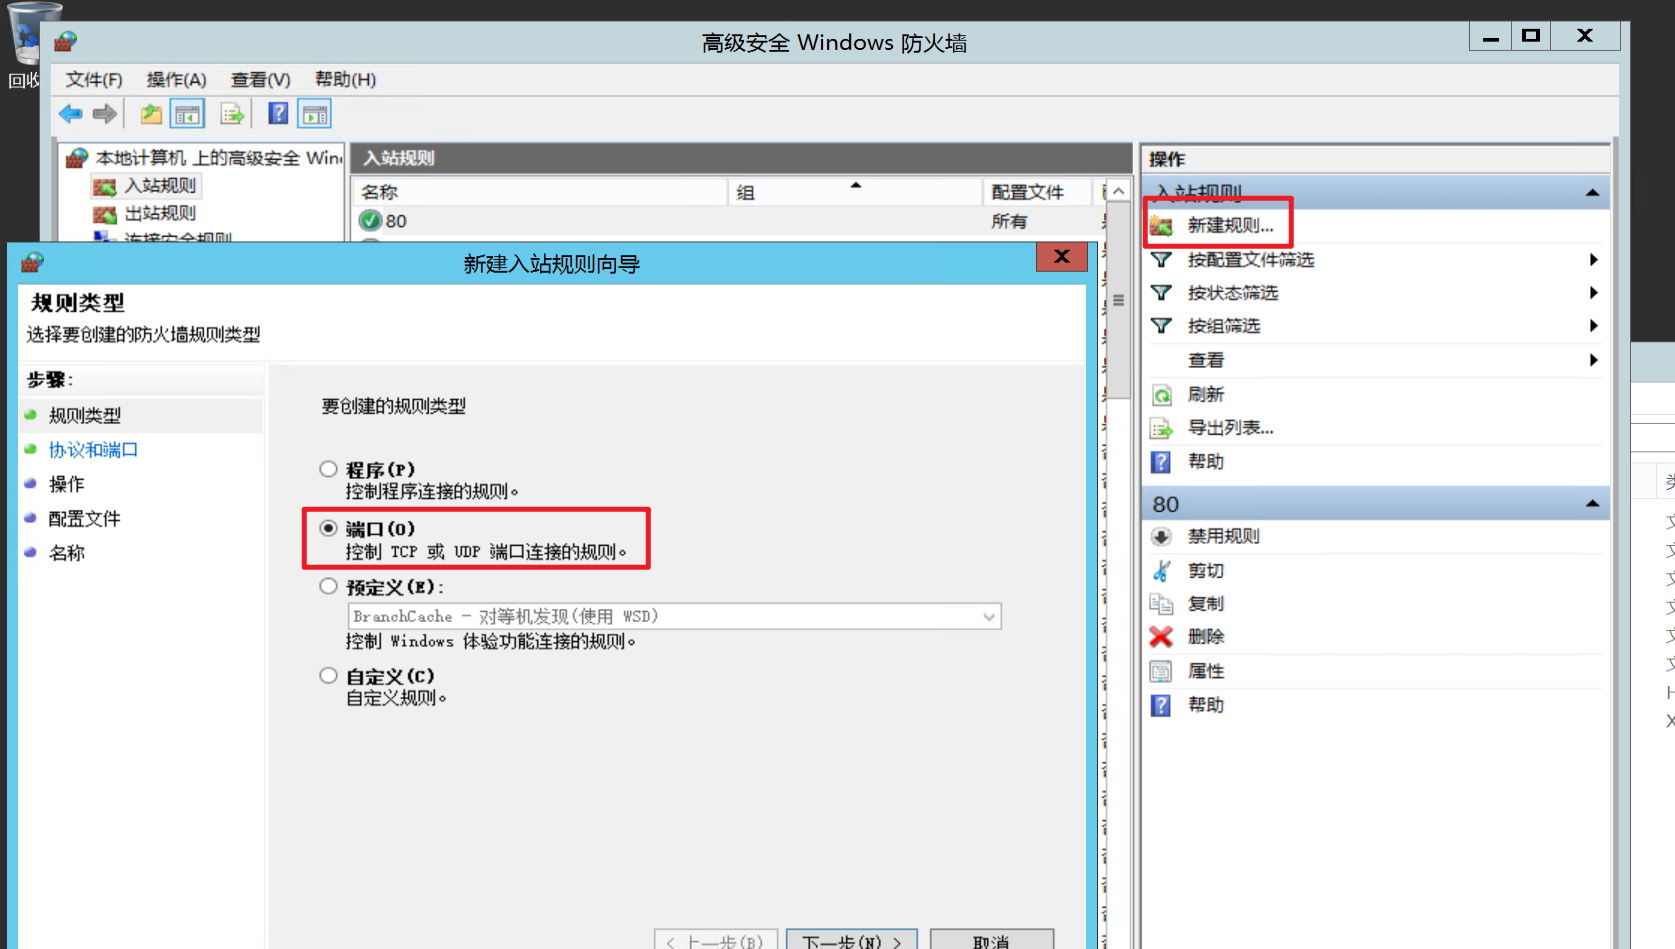 回收
高级安全 Windows 防火墙
文件(F) 操作(A) 查看(V) 帮助(H)
本地计算机 上的高级安全 Win
入站规则
出站规则
连接安全规则
入站规则
名称 组 配置文件
80 所有
操作
入站规则
新建规则...
按配置文件筛选
按状态筛选
按组筛选
查看
刷新
导出列表...
帮助
80
禁用规则
剪切
复制
删除
属性
帮助
新建入站规则向导
规则类型
选择要创建的防火墙规则类型
步骤:
规则类型
协议和端口
操作
配置文件
名称
要创建的规则类型
程序(P)
控制程序连接的规则。
端口(O)
控制 TCP 或 UDP 端口连接的规则。
预定义(E):
BranchCache - 对等机发现(使用 WSD)
控制 Windows 体验功能连接的规则。
自定义(C)
自定义规则。
< 上一步(B) 下一步(N) > 取消